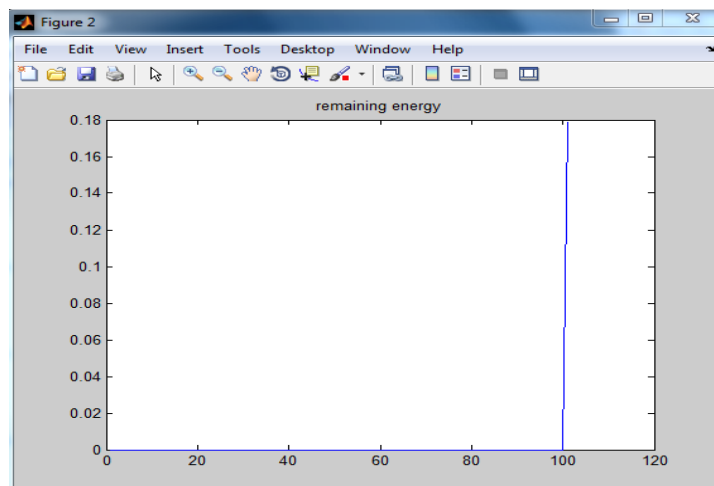 Figure 2
File Edit View Insert Tools Desktop Window Help
remaining energy
0.18
0.16
0.14
0.12
0.1
0.08
0.06
0.04
0.02
0
0 20 40 60 80 100 120